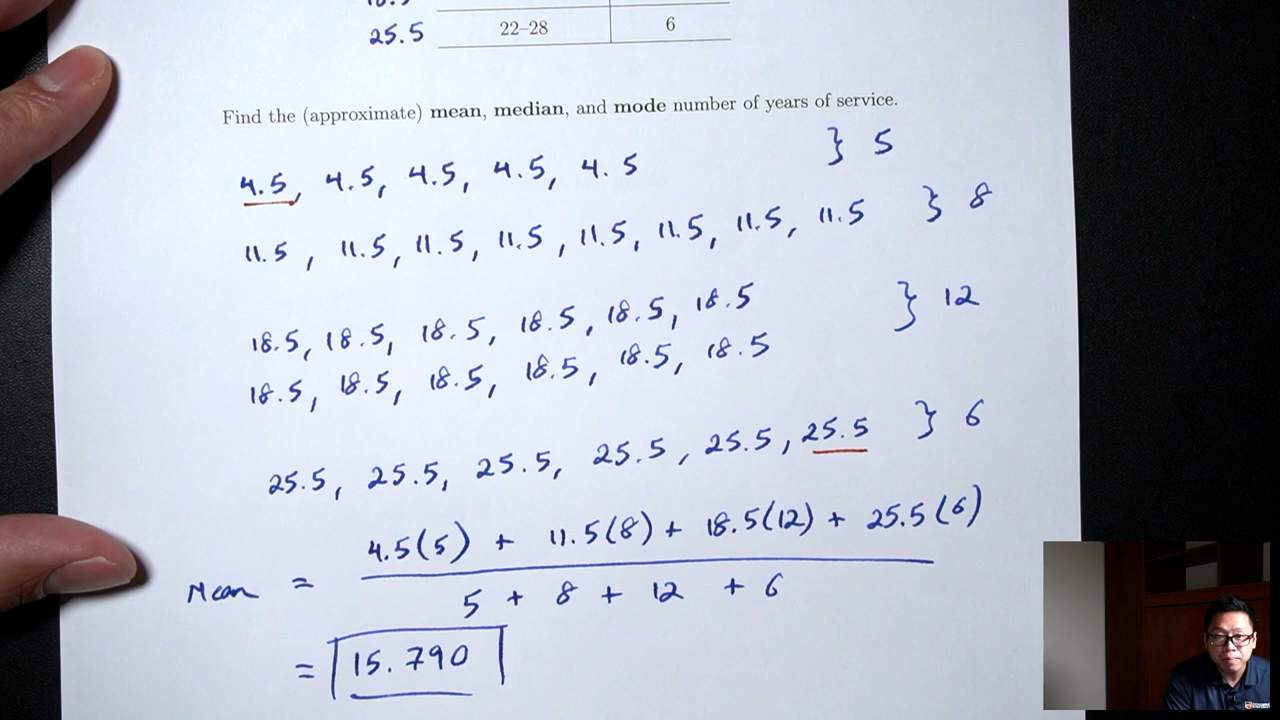 25.5 22–28 6
Find the (approximate) mean, median, and mode number of years of service.
4.5, 4.5, 4.5, 4.5, 4.5 } 5
11.5, 11.5, 11.5, 11.5, 11.5, 11.5, 11.5, 11.5 } 8
18.5, 18.5, 18.5, 18.5, 18.5, 18.5 } 12
18.5, 18.5, 18.5, 18.5, 18.5, 18.5
25.5, 25.5, 25.5, 25.5, 25.5, 25.5 } 6
Mean = 4.5(5) + 11.5(8) + 18.5(12) + 25.5(6)
5 + 8 + 12 + 6
= 15.790